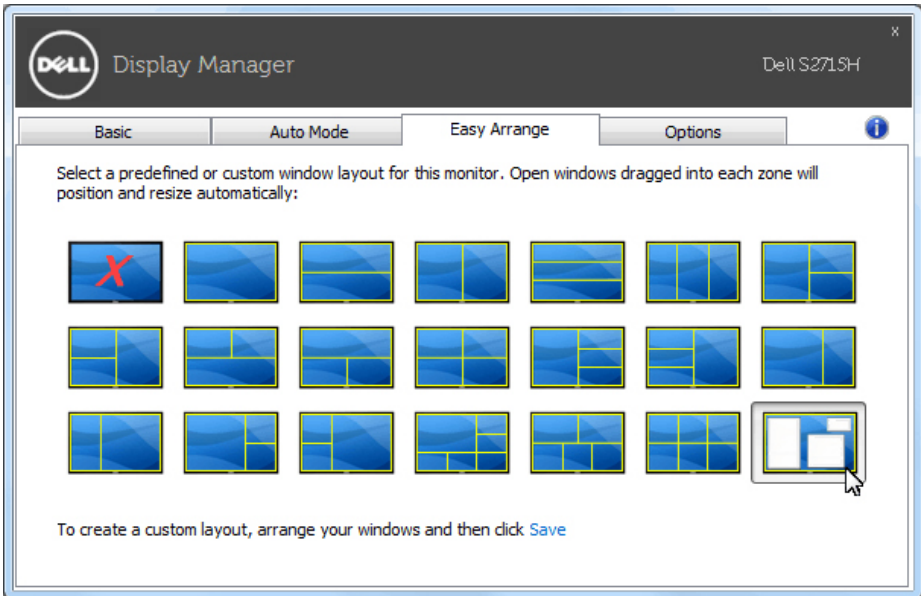 x
DELL Display Manager
Dell S2715H
Basic Auto Mode Easy Arrange Options i
Select a predefined or custom window layout for this monitor. Open windows dragged into each zone will
position and resize automatically:
X
To create a custom layout, arrange your windows and then click Save